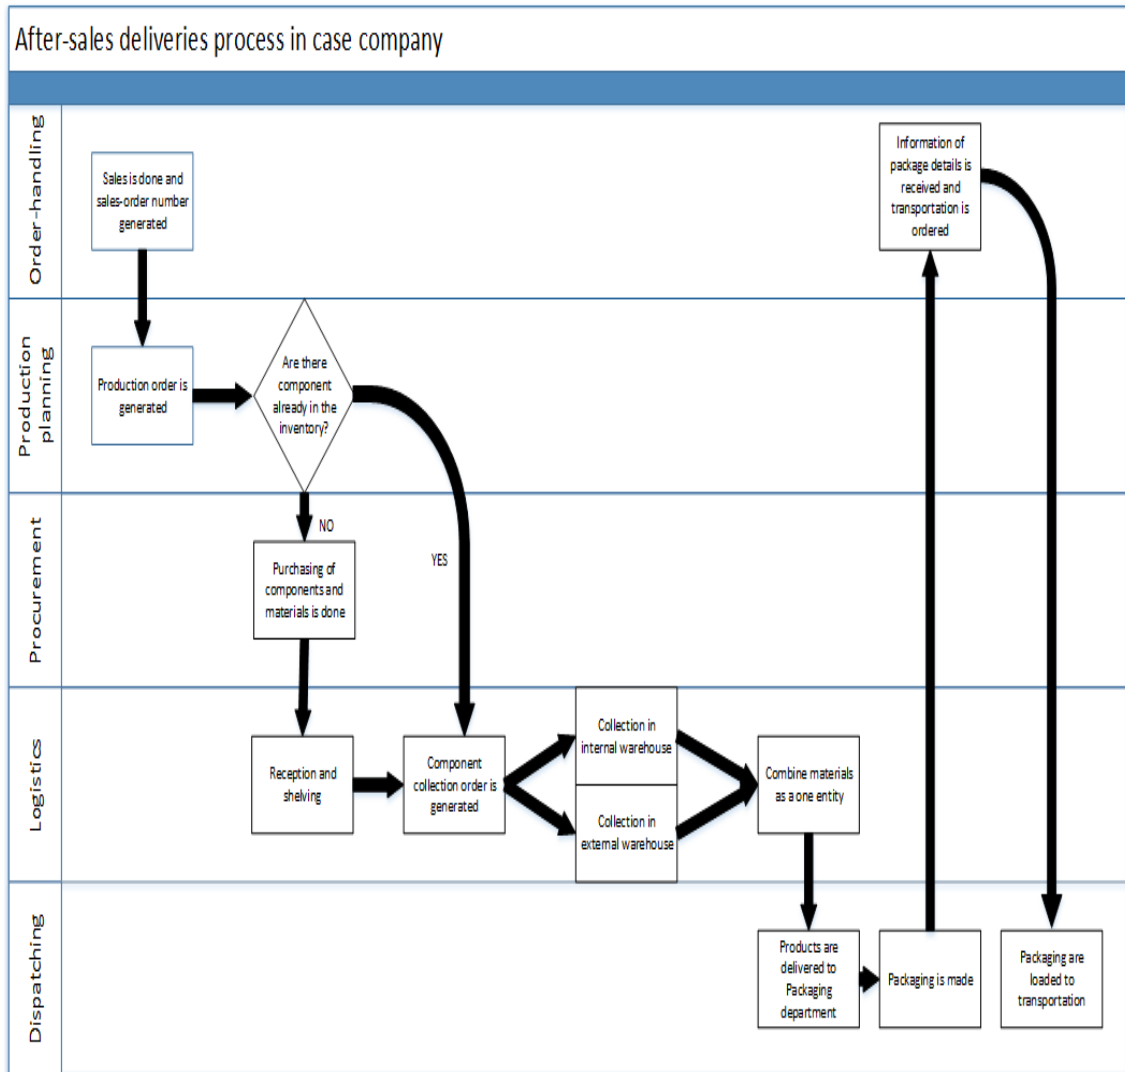 After-sales deliveries process in case company
Order-handling
Sales is done and
sales-order number
generated
Information of
package details is
received and
transportation is
ordered
Production
planning
Production order is
generated
Are there
component
already in the
inventory?
Procurement
NO
YES
Purchasing of
components and
materials is done
Logistics
Reception and
shelving
Component
collection order is
generated
Collection in
internal warehouse
Collection in
external warehouse
Combine materials
as a one entity
Dispatching
Products are
delivered to
Packaging
department
Packaging is made
Packaging are
loaded to
transportation